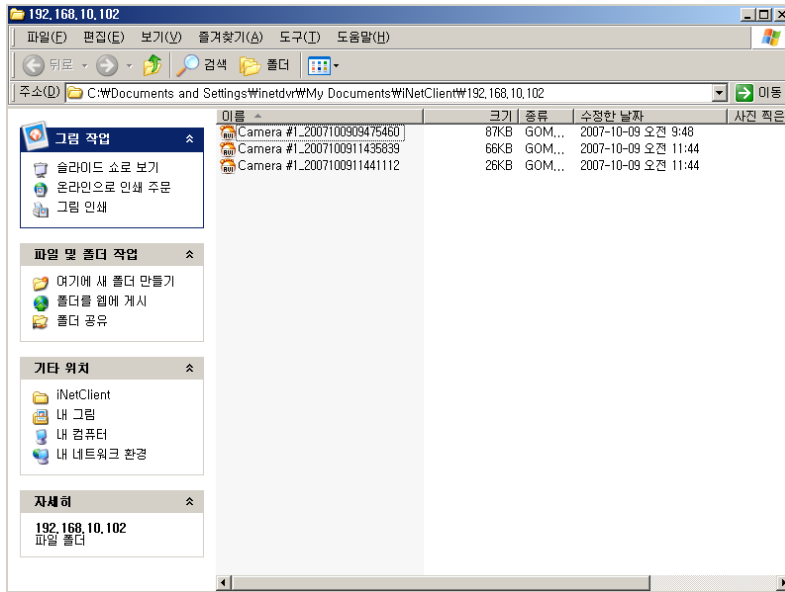 192.168.10.102
파일(F) 편집(E) 보기(V) 즐겨찾기(A) 도구(T) 도움말(H)
뒤로 검색 폴더
주소(D) C:₩Documents and Settings₩inetdvr₩My Documents₩iNetClient₩192.168.10.102 이동
이름 크기 종류 수정한 날짜 사진 찍은
Camera #1_2007100909475460 87KB GOM... 2007-10-09 오전 9:48
Camera #1_2007100911435839 66KB GOM... 2007-10-09 오전 11:44
Camera #1_2007100911441112 26KB GOM... 2007-10-09 오전 11:44
그림 작업
슬라이드 쇼로 보기
온라인으로 인쇄 주문
그림 인쇄
파일 및 폴더 작업
여기에 새 폴더 만들기
폴더를 웹에 게시
폴더 공유
기타 위치
iNetClient
내 그림
내 컴퓨터
내 네트워크 환경
자세히
192.168.10.102
파일 폴더